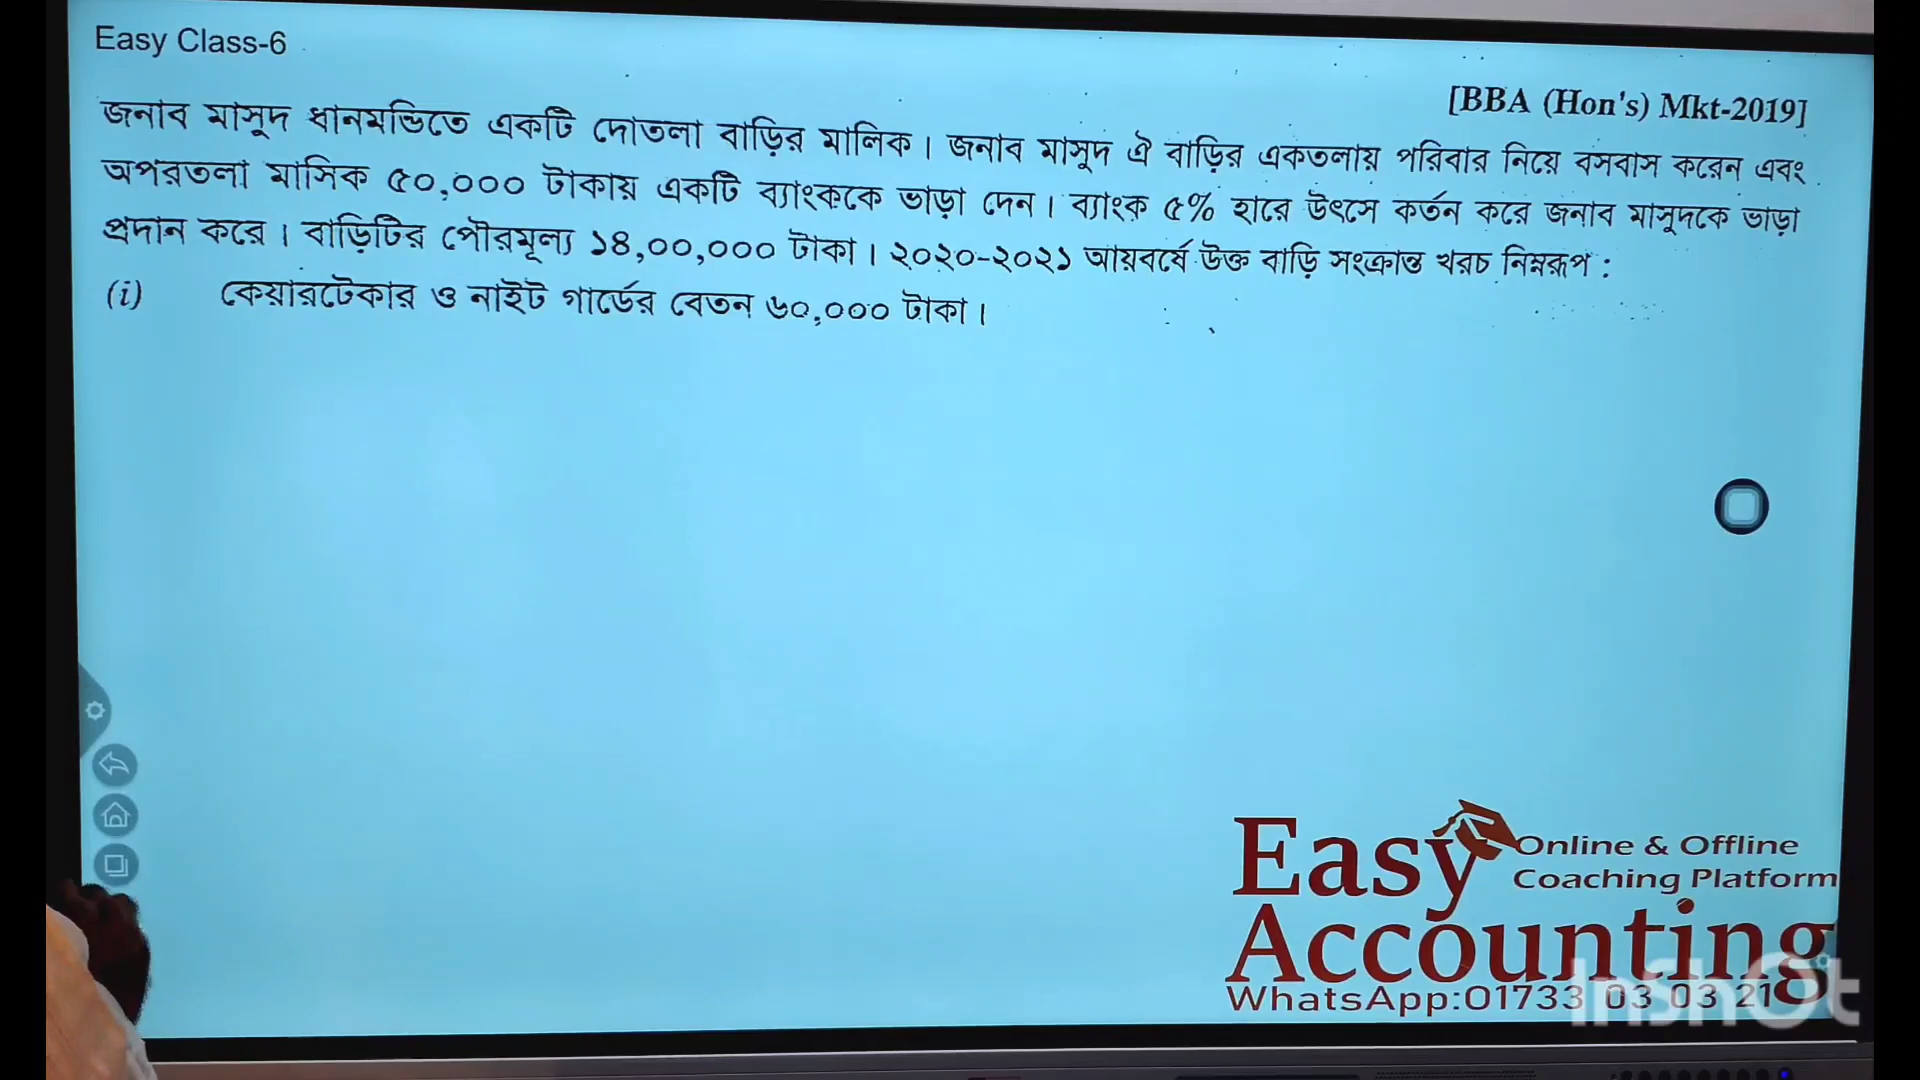 Easy Class-6
[BBA (Hon's) Mkt-2019]
জনাব মাসুদ ধানমন্ডিতে একটি দোতলা বাড়ির মালিক। জনাব মাসুদ ঐ বাড়ির একতলায় পরিবার নিয়ে বসবাস করেন এবং
অপরতলা মাসিক ৫০,০০০ টাকায় একটি ব্যাংককে ভাড়া দেন। ব্যাংক ৫% হারে উৎসে কর্তন করে জনাব মাসুদকে ভাড়া
প্রদান করে। বাড়িটির পৌরমূল্য ১৪,০০,০০০ টাকা। ২০২০-২০২১ আয়বর্ষে উক্ত বাড়ি সংক্রান্ত খরচ নিম্নরূপ :
(i) কেয়ারটেকার ও নাইট গার্ডের বেতন ৬০,০০০ টাকা।
Easy Online & Offline
Coaching Platform
Accounting
WhatsApp:01733 03 03 21
InShot